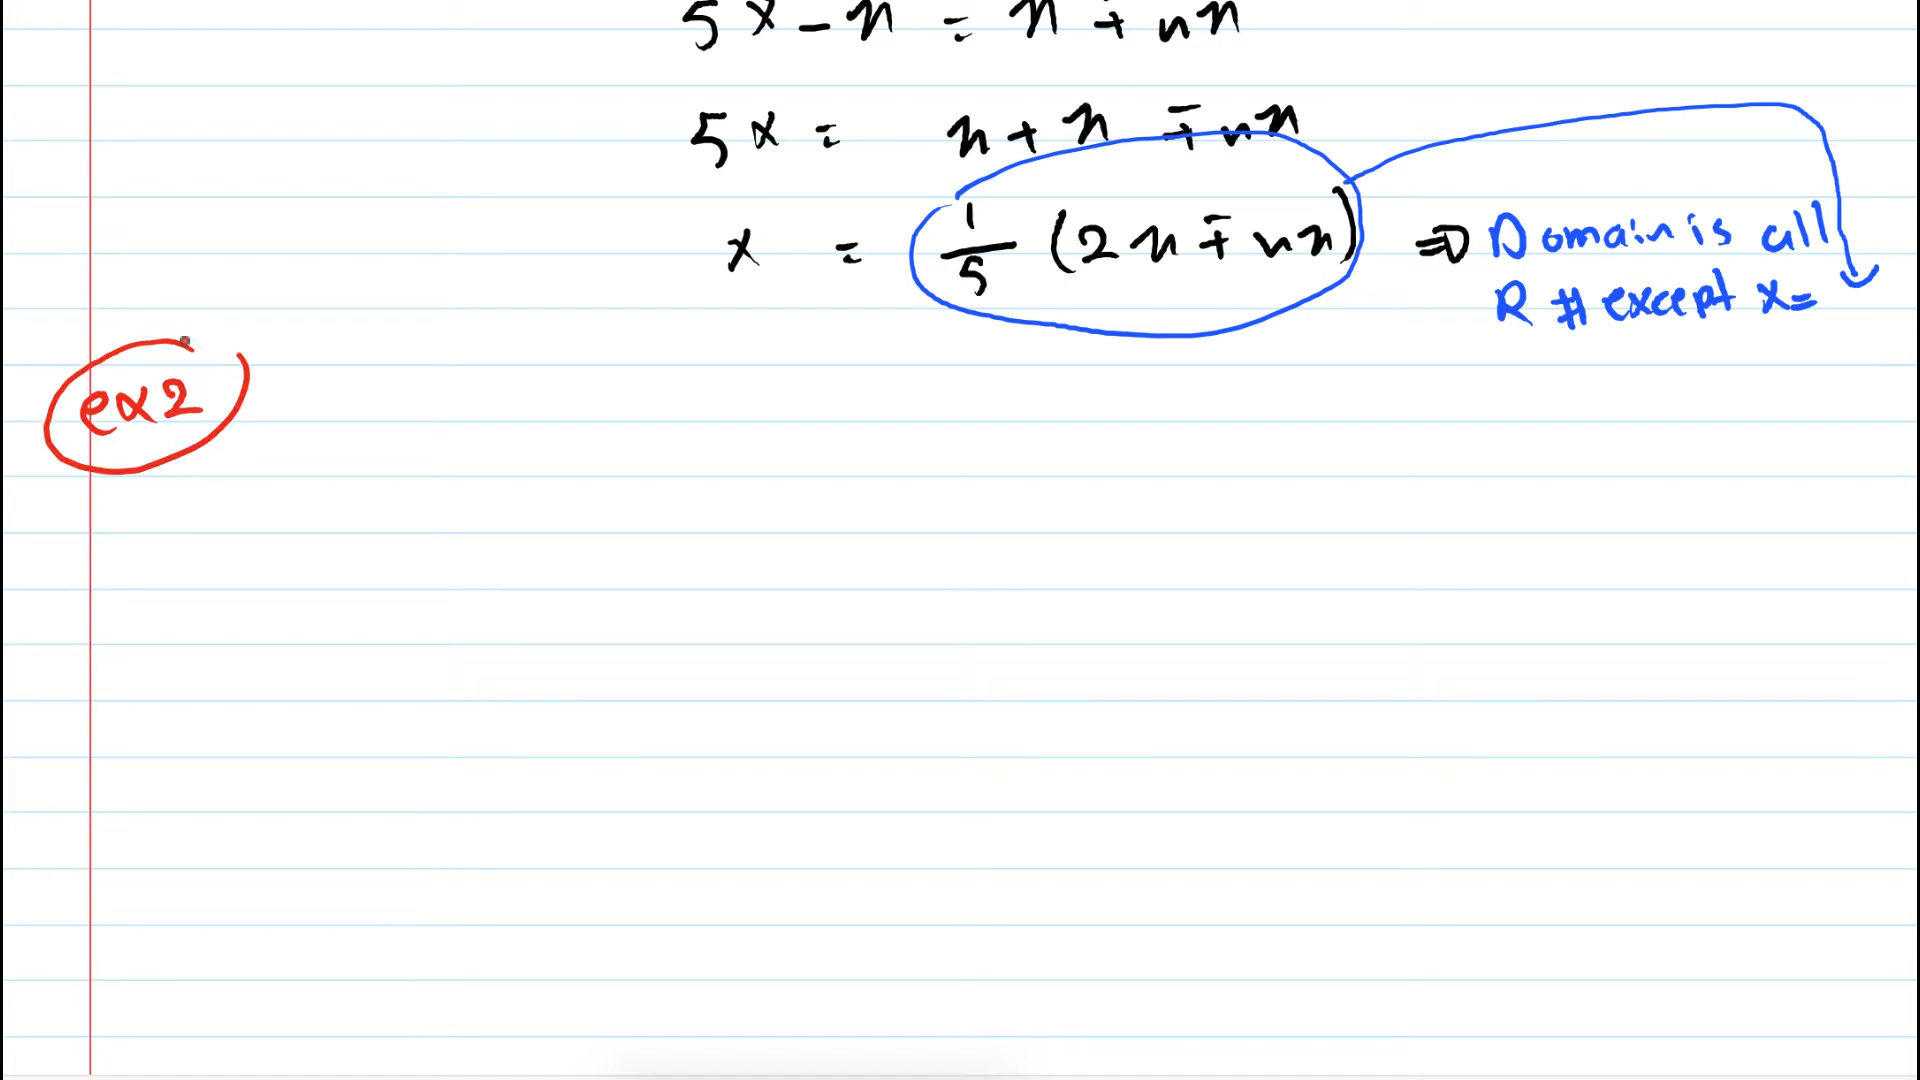 5x - π = π ∓ nπ
5x = π + π ∓ nπ
x = 1/5 (2π ∓ nπ) ⇒ Domain is all
R # except x =
ex2